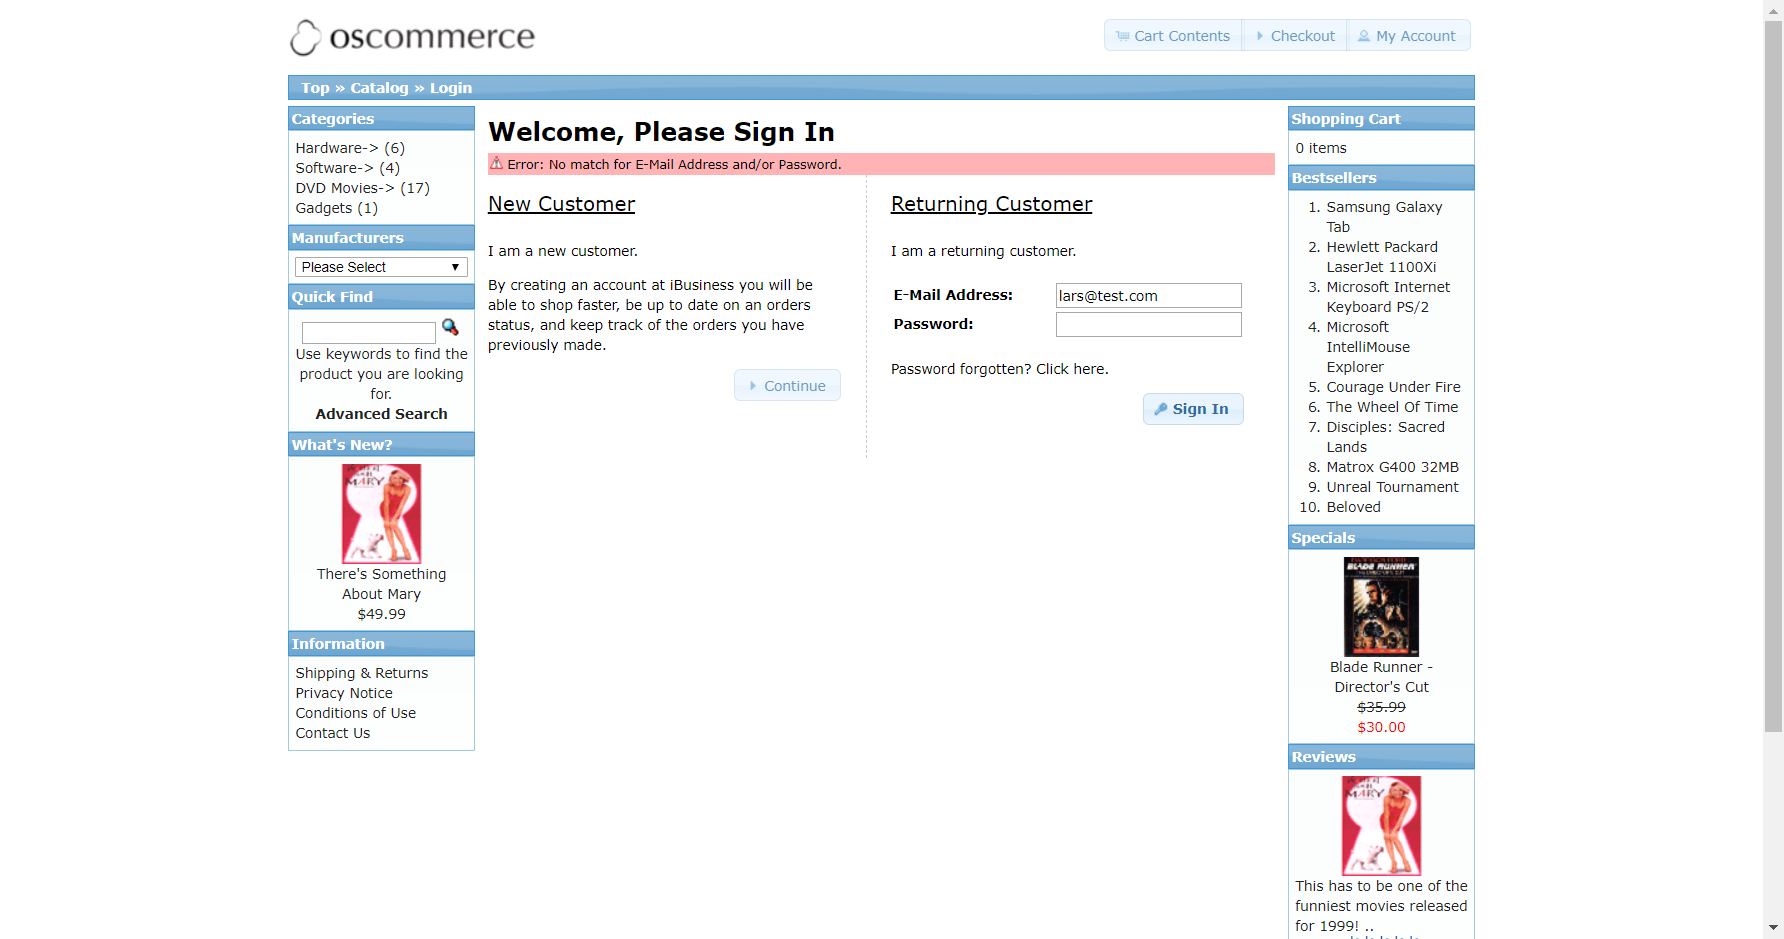 oscommerce
Cart Contents
Checkout
My Account
Top » Catalog » Login
Categories
Hardware-> (6)
Software-> (4)
DVD Movies-> (17)
Gadgets (1)
Manufacturers
Please Select
Quick Find
Use keywords to find the
product you are looking
for.
Advanced Search
What's New?
MARY
There's Something
About Mary
$49.99
Information
Shipping & Returns
Privacy Notice
Conditions of Use
Contact Us
Welcome, Please Sign In
Error: No match for E-Mail Address and/or Password.
New Customer
I am a new customer.
By creating an account at iBusiness you will be
able to shop faster, be up to date on an orders
status, and keep track of the orders you have
previously made.
Continue
Returning Customer
I am a returning customer.
E-Mail Address:
lars@test.com
Password:
Password forgotten? Click here.
Sign In
Shopping Cart
0 items
Bestsellers
1. Samsung Galaxy
Tab
2. Hewlett Packard
LaserJet 1100Xi
3. Microsoft Internet
Keyboard PS/2
4. Microsoft
IntelliMouse
Explorer
5. Courage Under Fire
6. The Wheel Of Time
7. Disciples: Sacred
Lands
8. Matrox G400 32MB
9. Unreal Tournament
10. Beloved
Specials
BLADE RUNNER
Blade Runner -
Director's Cut
$35.99
$30.00
Reviews
MARY
This has to be one of the
funniest movies released
for 1999! ..